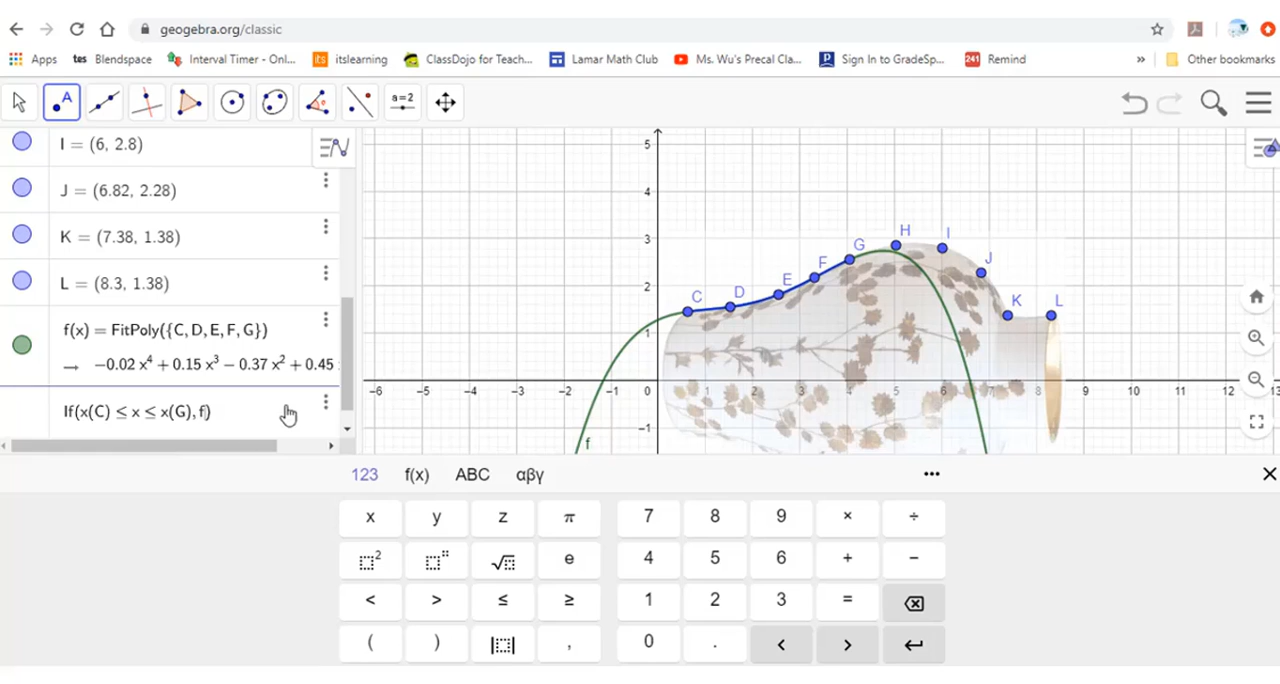 geogebra.org/classic
Apps tes Blendspace Interval Timer - Onl... its itslearning ClassDojo for Teach... Lamar Math Club Ms. Wu's Precal Cla... Sign In to GradeSp... 241 Remind » Other bookmarks
A a=2
I = (6, 2.8)
J = (6.82, 2.28)
K = (7.38, 1.38)
L = (8.3, 1.38)
f(x) = FitPoly({C, D, E, F, G})
→ −0.02 x⁴ + 0.15 x³ − 0.37 x² + 0.45
If(x(C) ≤ x ≤ x(G), f)
5
4
3
2
1
−1
−6 −5 −4 −3 −2 −1 0 1 2 3 4 5 6 7 8 9 10 11 12 13
C D E F G H I J K L
f
123 f(x) ABC αβγ
x y z π 7 8 9 × ÷
e 4 5 6 + −
< > ≤ ≥ 1 2 3 =
( ) , 0 . < >